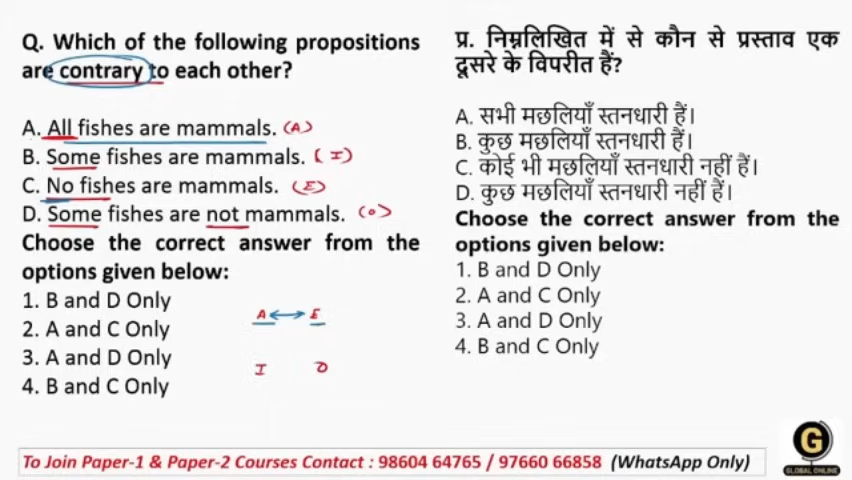 Q. Which of the following propositions
are contrary to each other?
A. All fishes are mammals. (A)
B. Some fishes are mammals. (I)
C. No fishes are mammals. (E)
D. Some fishes are not mammals. (O)
Choose the correct answer from the
options given below:
1. B and D Only
2. A and C Only
3. A and D Only
4. B and C Only
A E
I O
प्र. निम्नलिखित में से कौन से प्रस्ताव एक
दूसरे के विपरीत हैं?
A. सभी मछलियाँ स्तनधारी हैं।
B. कुछ मछलियाँ स्तनधारी हैं।
C. कोई भी मछलियाँ स्तनधारी नहीं हैं।
D. कुछ मछलियाँ स्तनधारी नहीं हैं।
Choose the correct answer from the
options given below:
1. B and D Only
2. A and C Only
3. A and D Only
4. B and C Only
To Join Paper-1 & Paper-2 Courses Contact : 98604 64765 / 97660 66858 (WhatsApp Only)
G
GLOBAL ONLINE